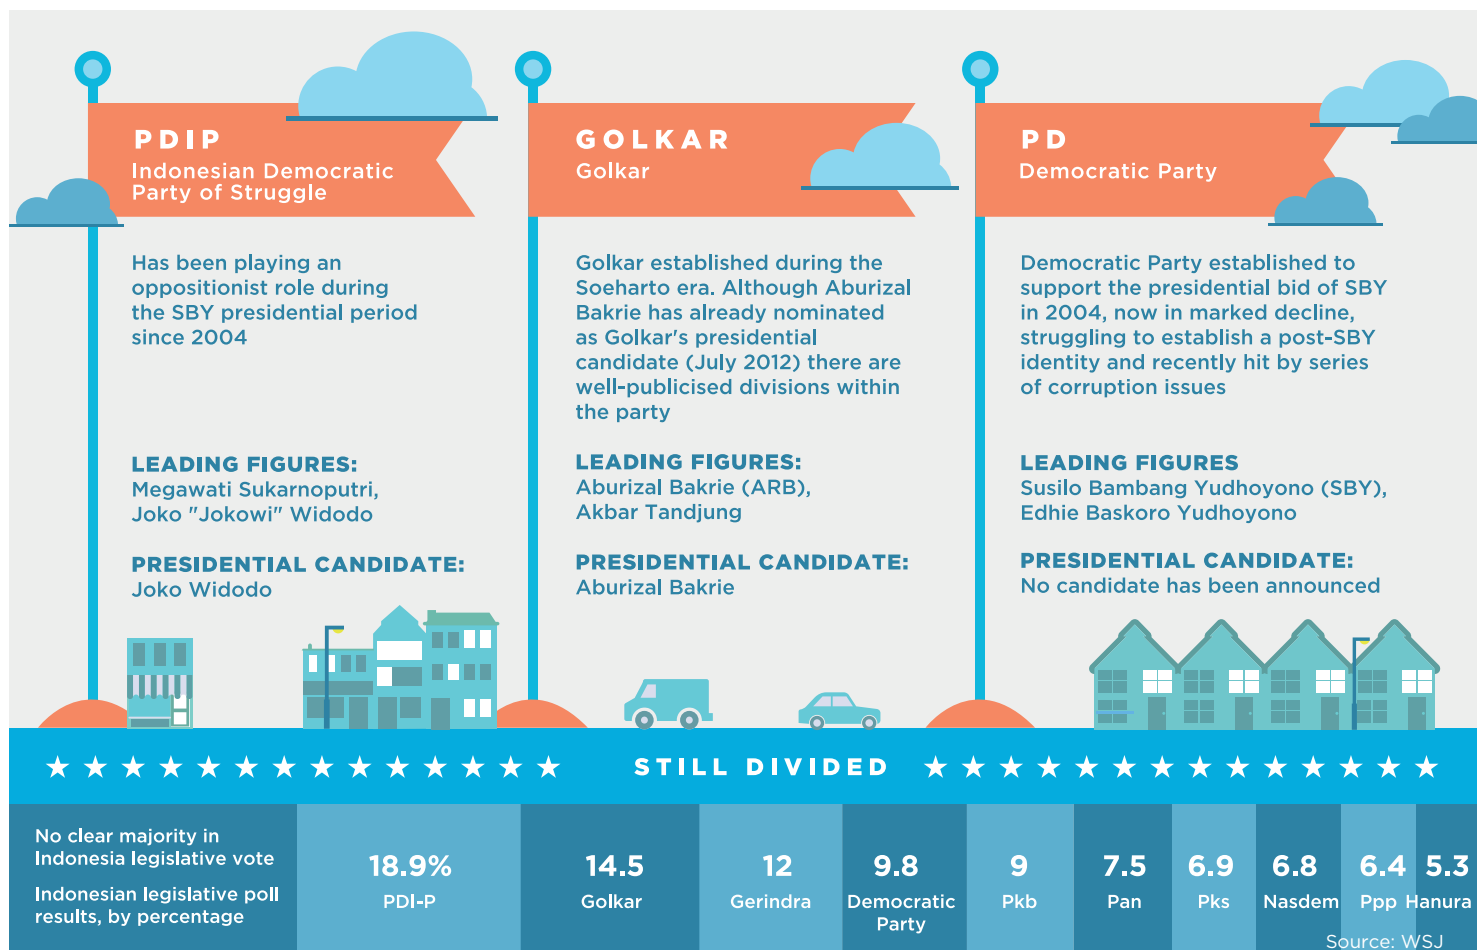 PDIP
Indonesian Democratic
Party of Struggle
Has been playing an
oppositionist role during
the SBY presidential period
since 2004
LEADING FIGURES:
Megawati Sukarnoputri,
Joko "Jokowi" Widodo
PRESIDENTIAL CANDIDATE:
Joko Widodo
GOLKAR
Golkar
Golkar established during the
Soeharto era. Although Aburizal
Bakrie has already nominated
as Golkar's presidential
candidate (July 2012) there are
well-publicised divisions within
the party
LEADING FIGURES:
Aburizal Bakrie (ARB),
Akbar Tandjung
PRESIDENTIAL CANDIDATE:
Aburizal Bakrie
PD
Democratic Party
Democratic Party established to
support the presidential bid of SBY
in 2004, now in marked decline,
struggling to establish a post-SBY
identity and recently hit by series
of corruption issues
LEADING FIGURES
Susilo Bambang Yudhoyono (SBY),
Edhie Baskoro Yudhoyono
PRESIDENTIAL CANDIDATE:
No candidate has been announced
STILL DIVIDED
No clear majority in
Indonesia legislative vote
Indonesian legislative poll
results, by percentage
18.9%
PDI-P
14.5
Golkar
12
Gerindra
9.8
Democratic
Party
9
Pkb
7.5
Pan
6.9
Pks
6.8
Nasdem
6.4
Ppp
5.3
Hanura
Source: WSJ